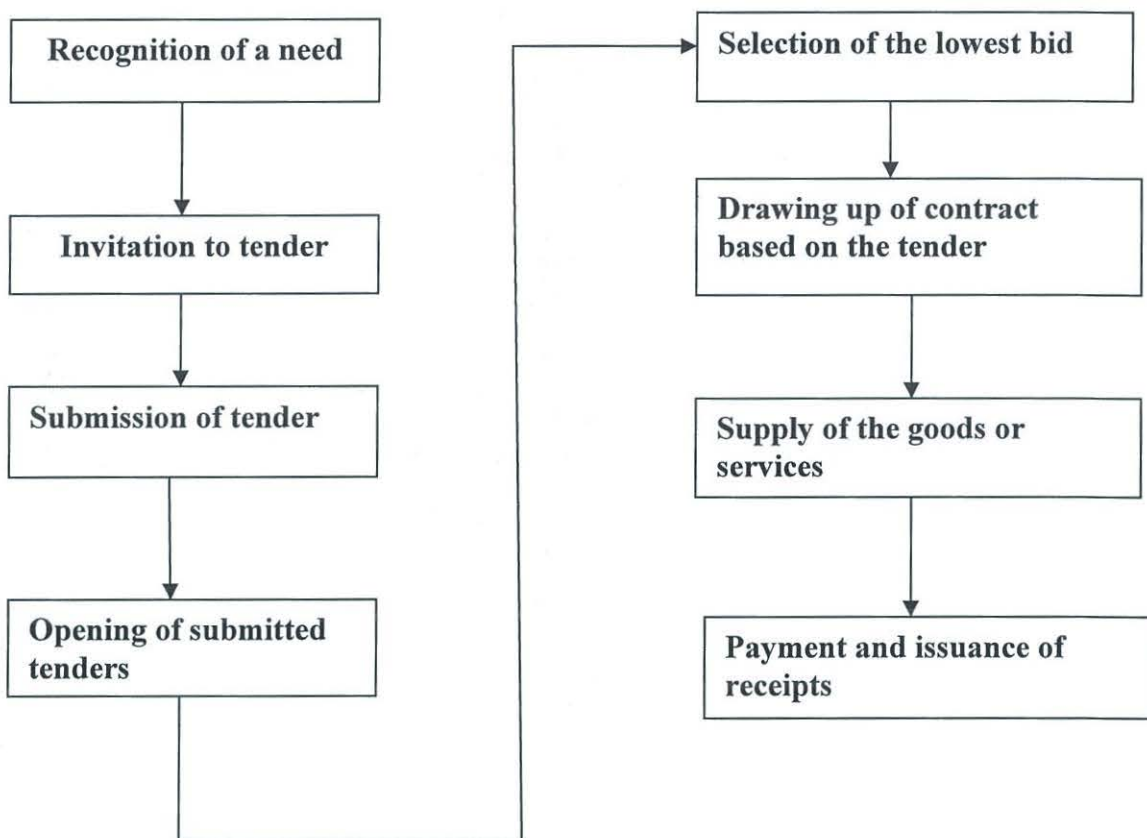 Recognition of a need
Invitation to tender
Submission of tender
Opening of submitted
tenders
Selection of the lowest bid
Drawing up of contract
based on the tender
Supply of the goods or
services
Payment and issuance of
receipts